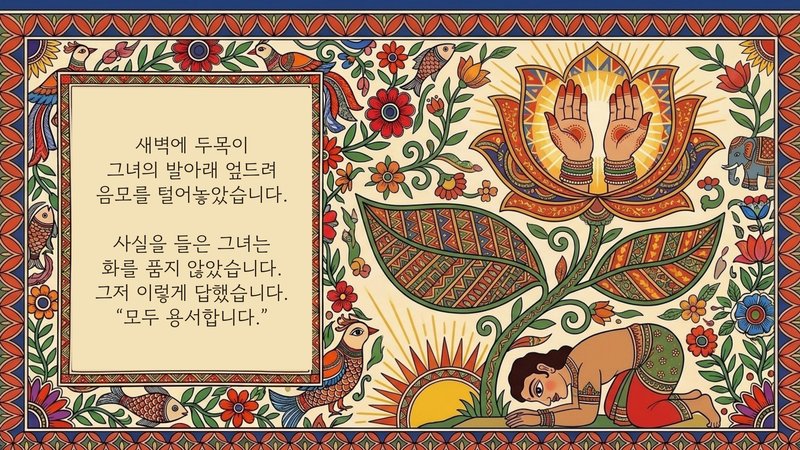 새벽에 두목이
그녀의 발아래 엎드려
음모를 털어놓았습니다.
사실을 들은 그녀는
화를 품지 않았습니다.
그저 이렇게 답했습니다.
“모두 용서합니다.”